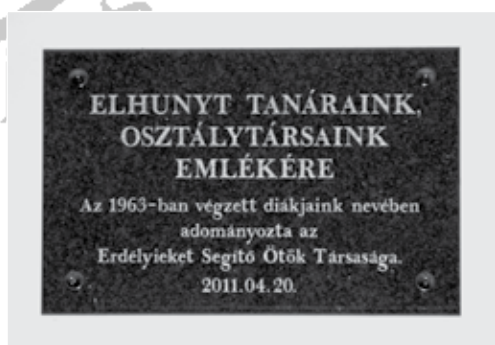 ELHUNYT TANÁRAINK,
OSZTÁLYTÁRSAINK
EMLÉKÉRE
Az 1963-ban végzett diákjaink nevében
adományozta az
Erdélyieket Segítő Ötök Társasága.
2011.04.20.